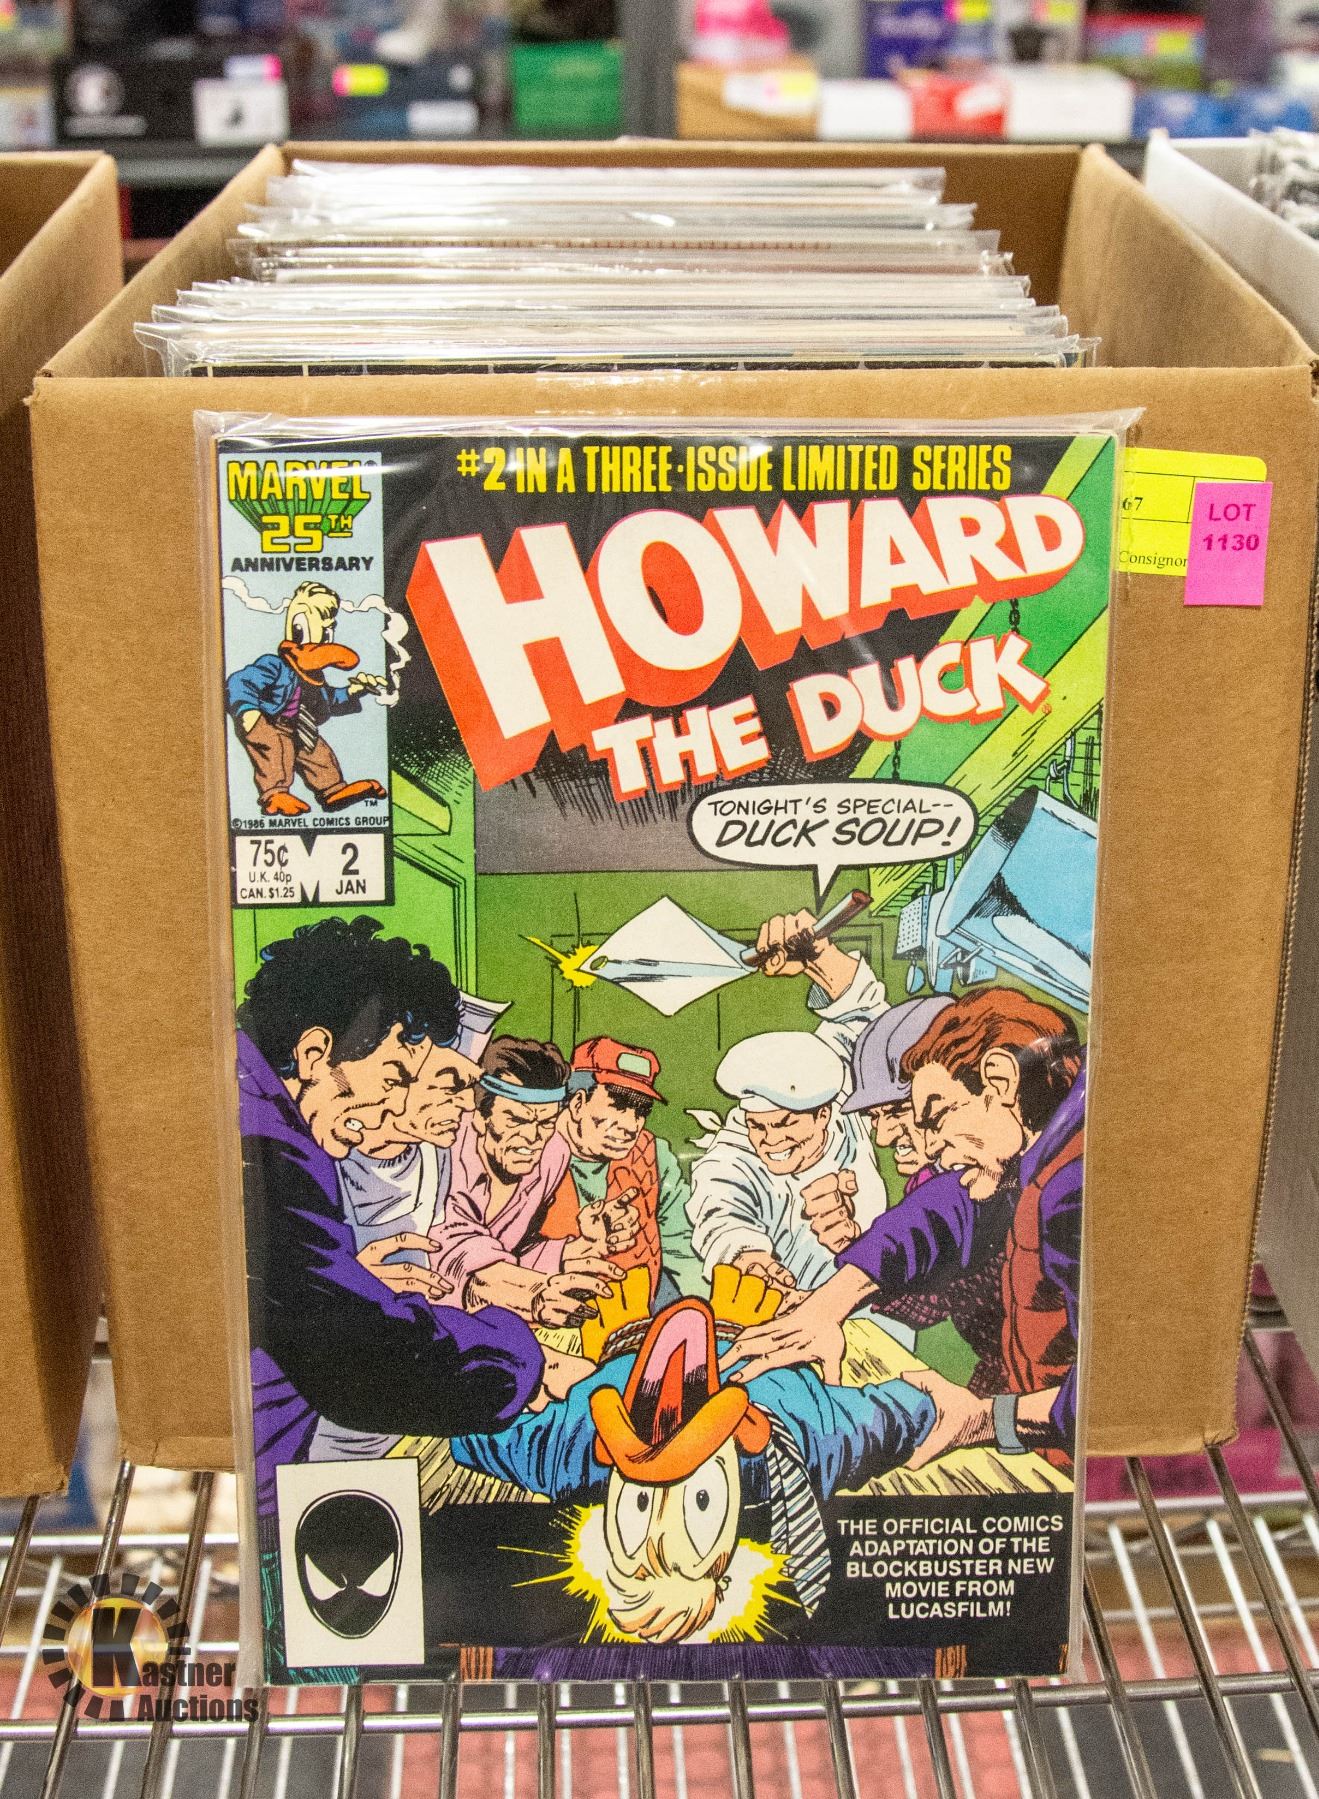 #2 IN A THREE-ISSUE LIMITED SERIES
MARVEL
25TH
ANNIVERSARY
HOWARD
THE DUCK
TM
©1986 MARVEL COMICS GROUP
75¢
U.K. 40p
CAN. $1.25
M
2
JAN
TONIGHT'S SPECIAL--
DUCK SOUP!
67
Consignor
LOT
1130
THE OFFICIAL COMICS
ADAPTATION OF THE
BLOCKBUSTER NEW
MOVIE FROM
LUCASFILM!
Kastner
Auctions